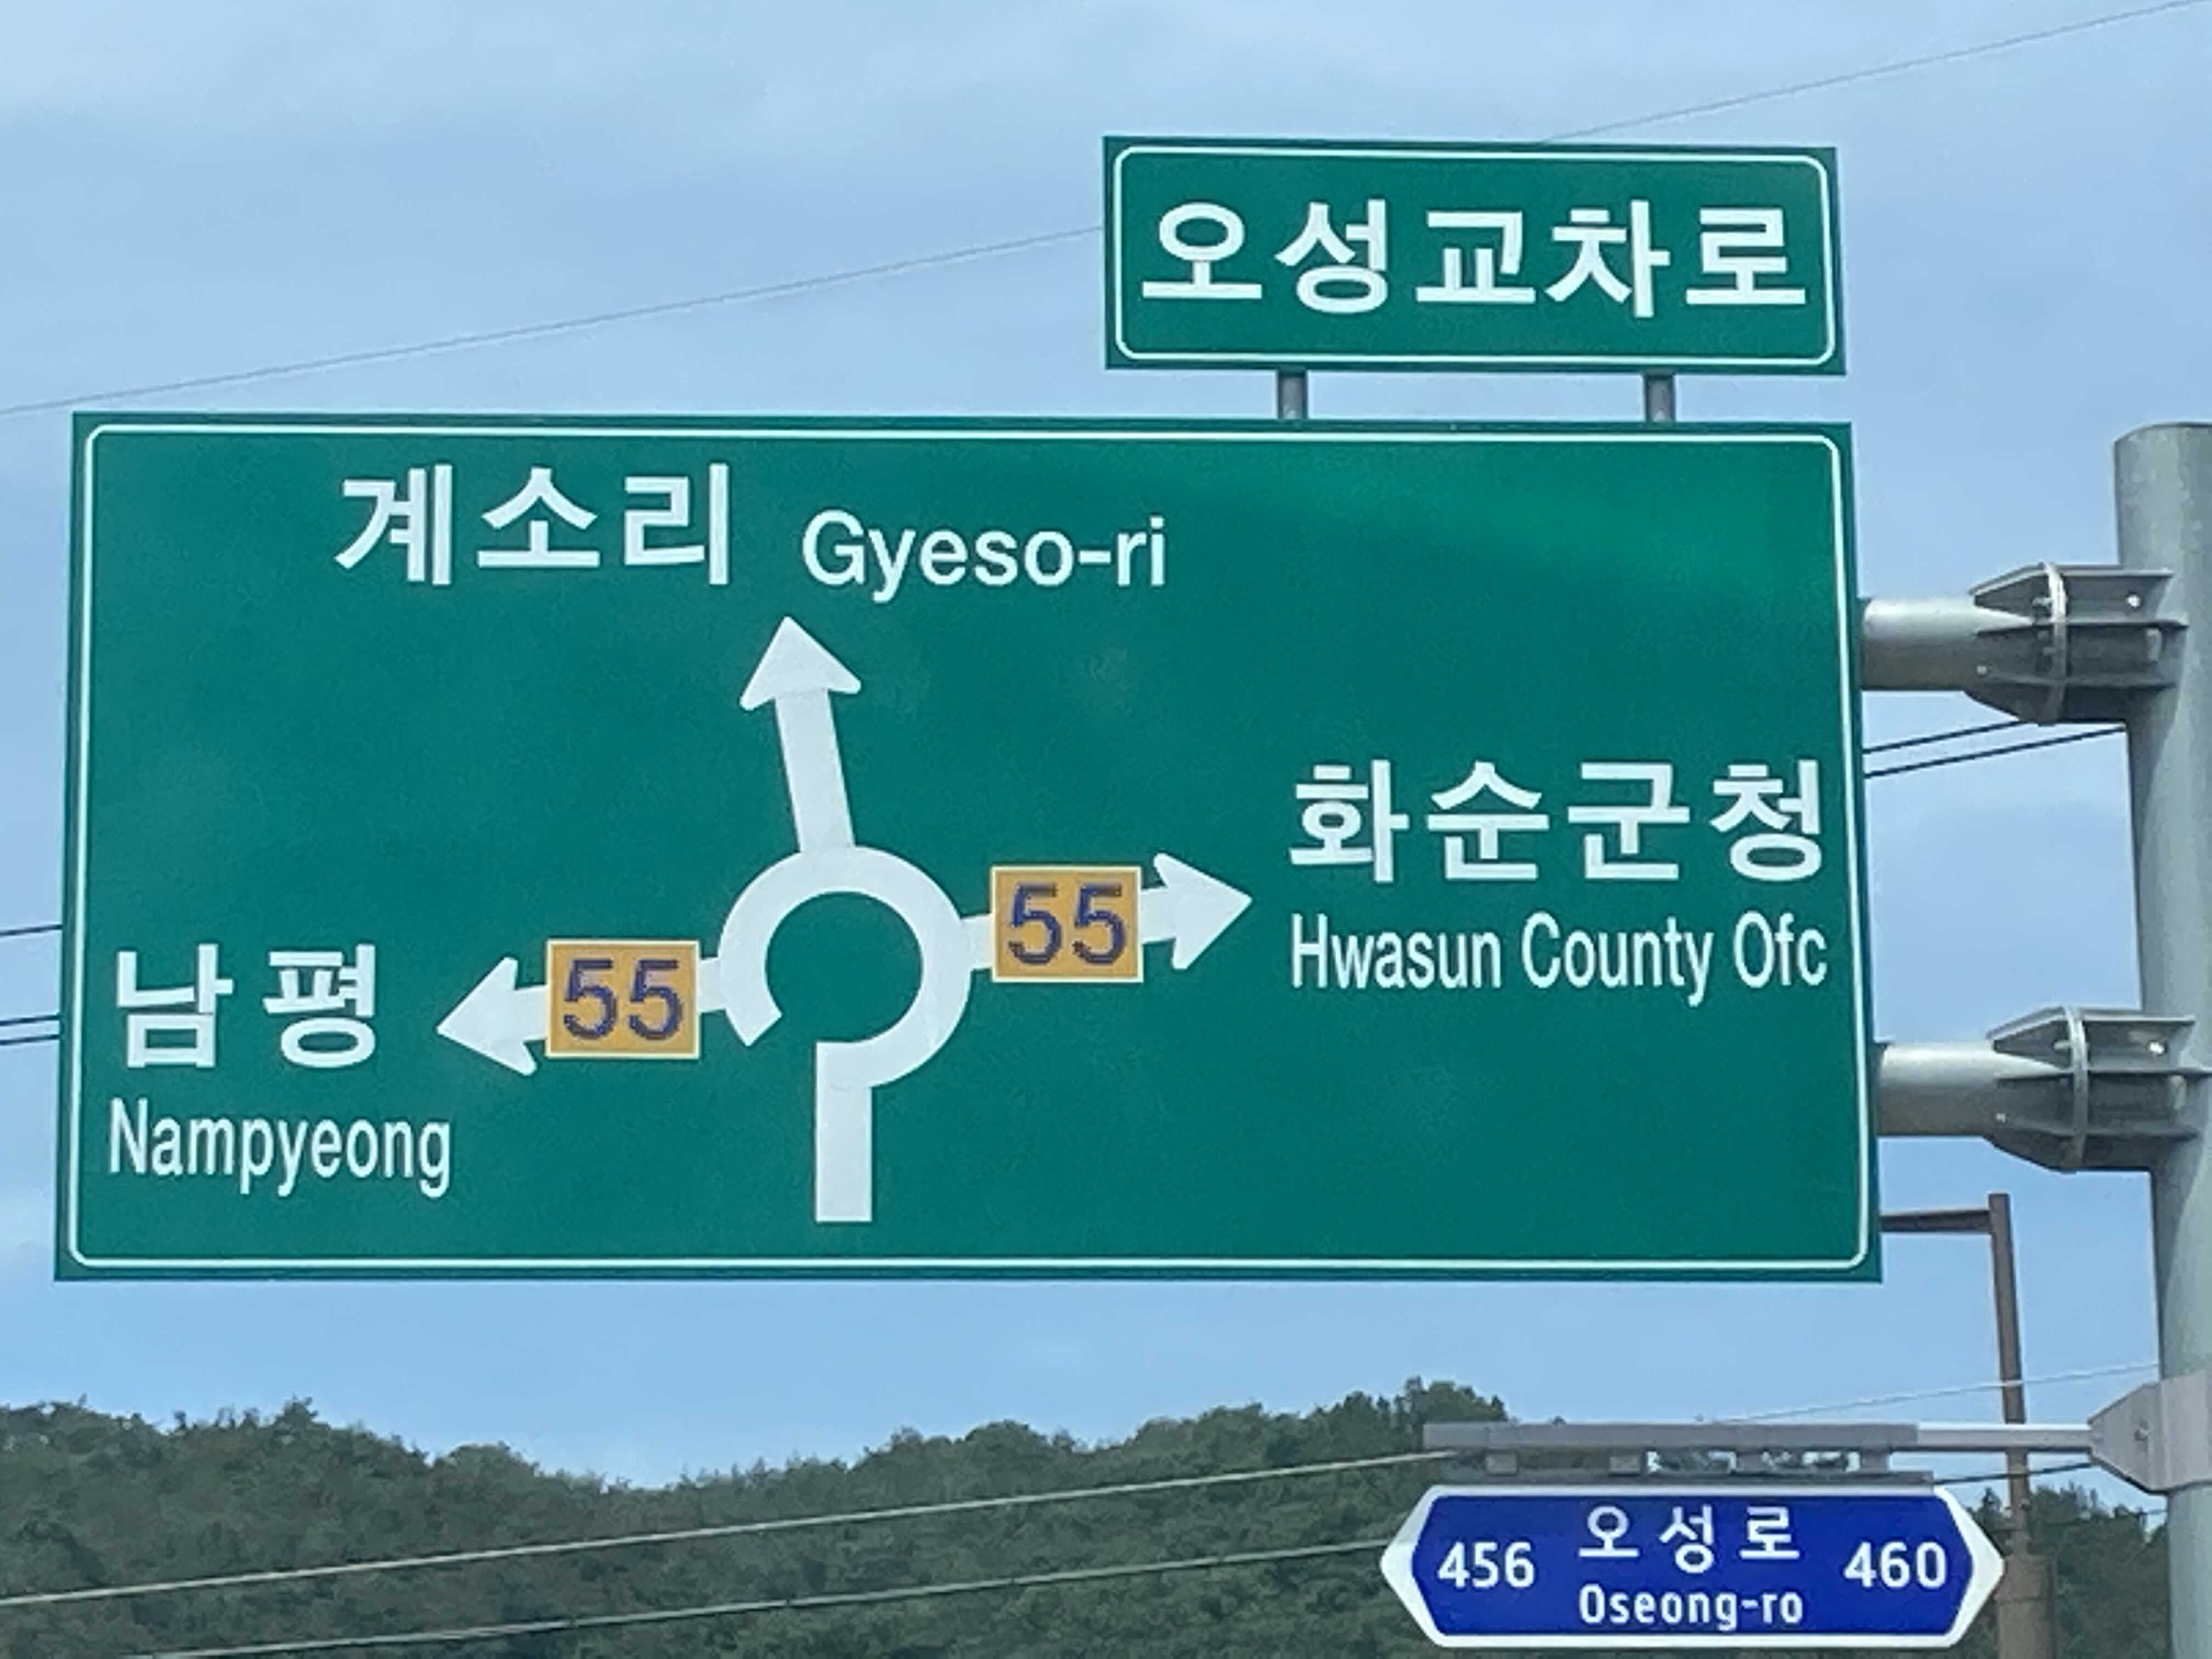 오성교차로
계소리 Gyeso-ri
화순군청
55
Hwasun County Ofc
남평
55
Nampyeong
오성로
456 460
Oseong-ro